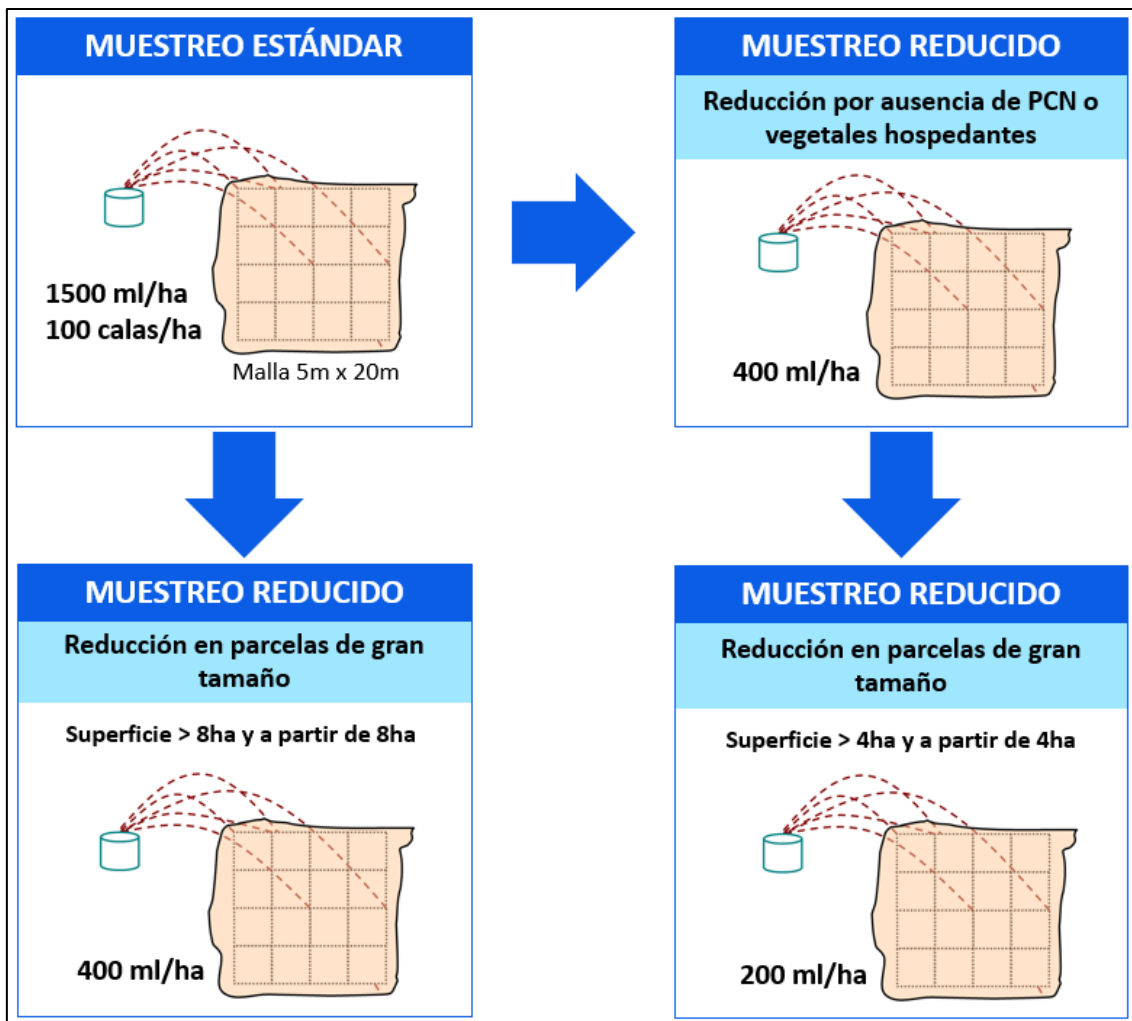 MUESTREO ESTÁNDAR
1500 ml/ha
100 calas/ha
Malla 5m x 20m
MUESTREO REDUCIDO
Reducción por ausencia de PCN o
vegetales hospedantes
400 ml/ha
MUESTREO REDUCIDO
Reducción en parcelas de gran
tamaño
Superficie > 8ha y a partir de 8ha
400 ml/ha
MUESTREO REDUCIDO
Reducción en parcelas de gran
tamaño
Superficie > 4ha y a partir de 4ha
200 ml/ha